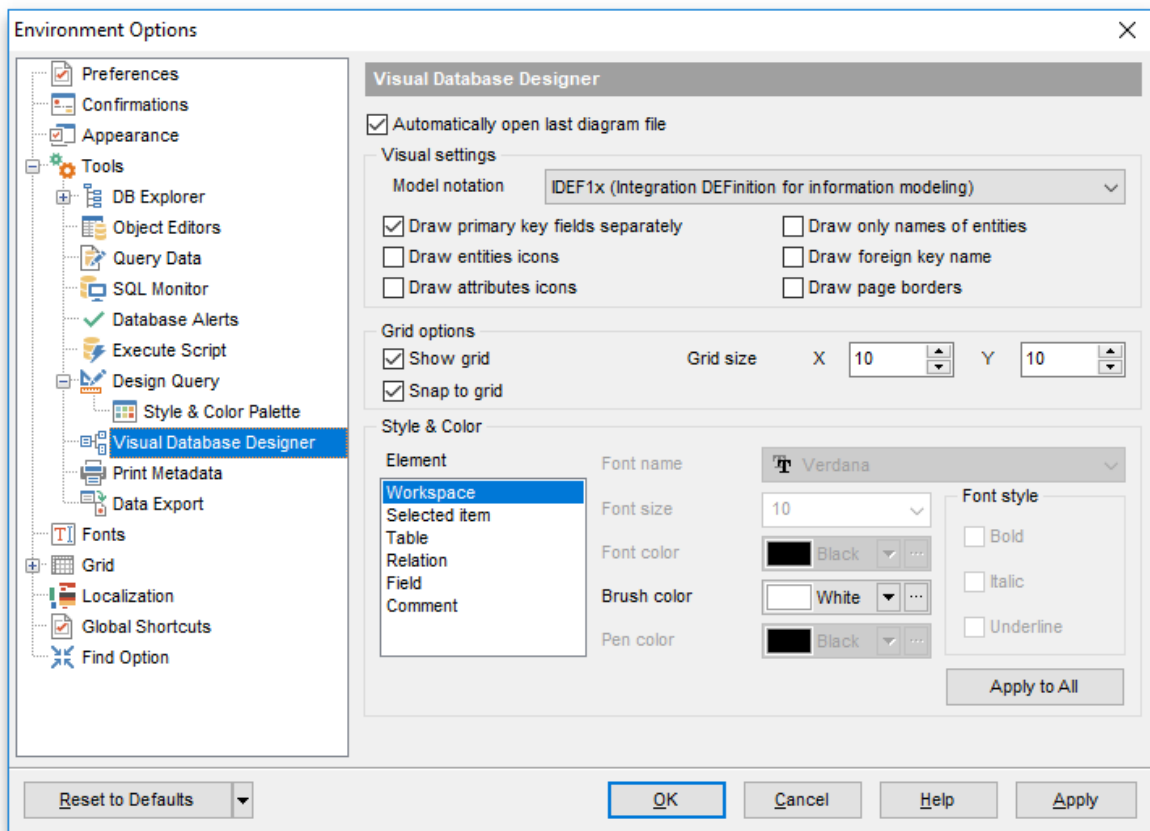 Environment Options
Preferences
Confirmations
Appearance
Tools
DB Explorer
Object Editors
Query Data
SQL Monitor
Database Alerts
Execute Script
Design Query
Style & Color Palette
Visual Database Designer
Print Metadata
Data Export
Fonts
Grid
Localization
Global Shortcuts
Find Option
Visual Database Designer
Automatically open last diagram file
Visual settings
Model notation IDEF1x (Integration DEFinition for information modeling)
Draw primary key fields separately Draw only names of entities
Draw entities icons Draw foreign key name
Draw attributes icons Draw page borders
Grid options
Show grid Grid size X 10 Y 10
Snap to grid
Style & Color
Element
Workspace
Selected item
Table
Relation
Field
Comment
Font name Verdana
Font size 10
Font color Black
Brush color White
Pen color Black
Font style
Bold
Italic
Underline
Apply to All
Reset to Defaults OK Cancel Help Apply